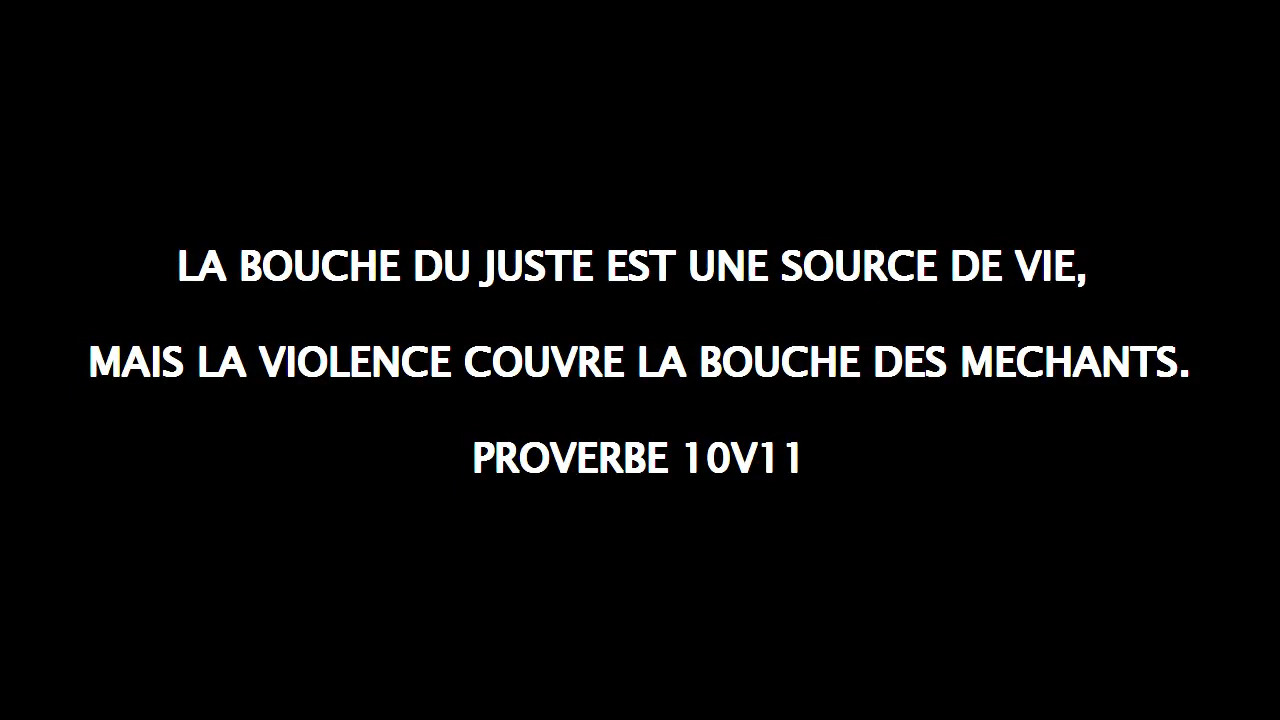 LA BOUCHE DU JUSTE EST UNE SOURCE DE VIE,
MAIS LA VIOLENCE COUVRE LA BOUCHE DES MECHANTS.
PROVERBE 10V11